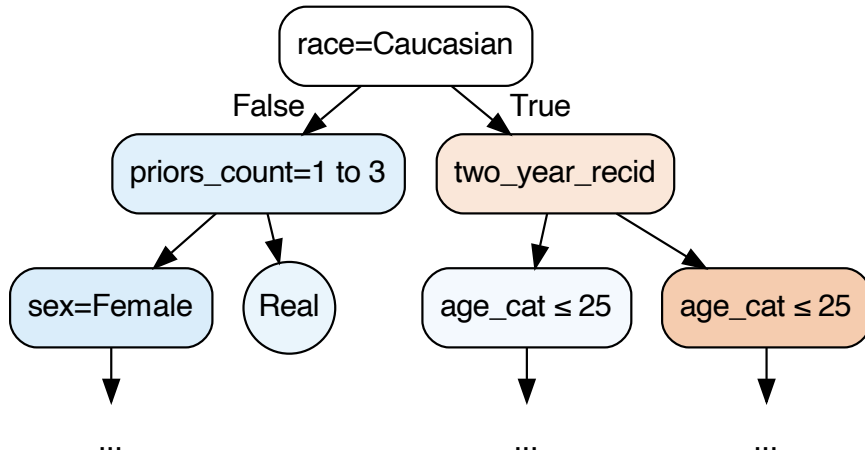 race=Caucasian
False
True
priors_count=1 to 3
two_year_recid
sex=Female
Real
age_cat ≤ 25
age_cat ≤ 25
...
...
...